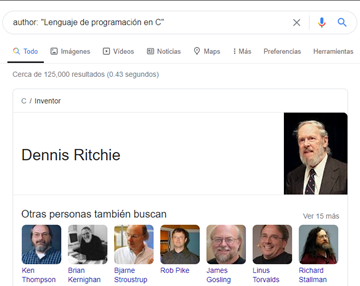 author: "Lenguaje de programación en C"
Todo Imágenes Vídeos Noticias Maps Más Preferencias Herramientas
Cerca de 125,000 resultados (0.43 segundos)
C / Inventor
Dennis Ritchie
Otras personas también buscan
Ver 15 más
Ken Thompson
Brian Kernighan
Bjarne Stroustrup
Rob Pike
James Gosling
Linus Torvalds
Richard Stallman